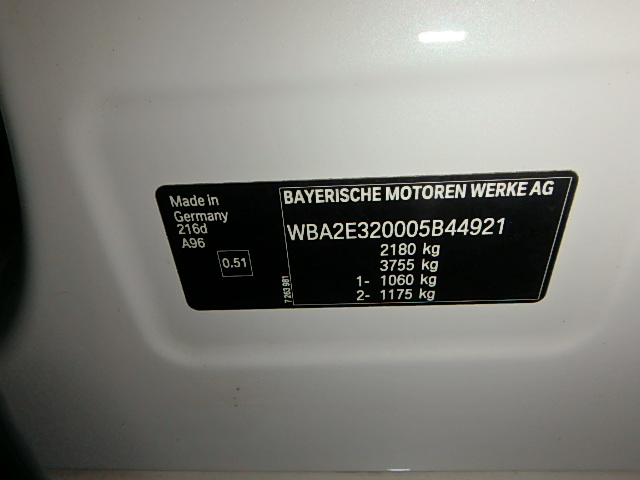 Made in
Germany
216d
A96
0.51
7 263 981
BAYERISCHE MOTOREN WERKE AG
WBA2E320005B44921
2180 kg
3755 kg
1- 1060 kg
2- 1175 kg